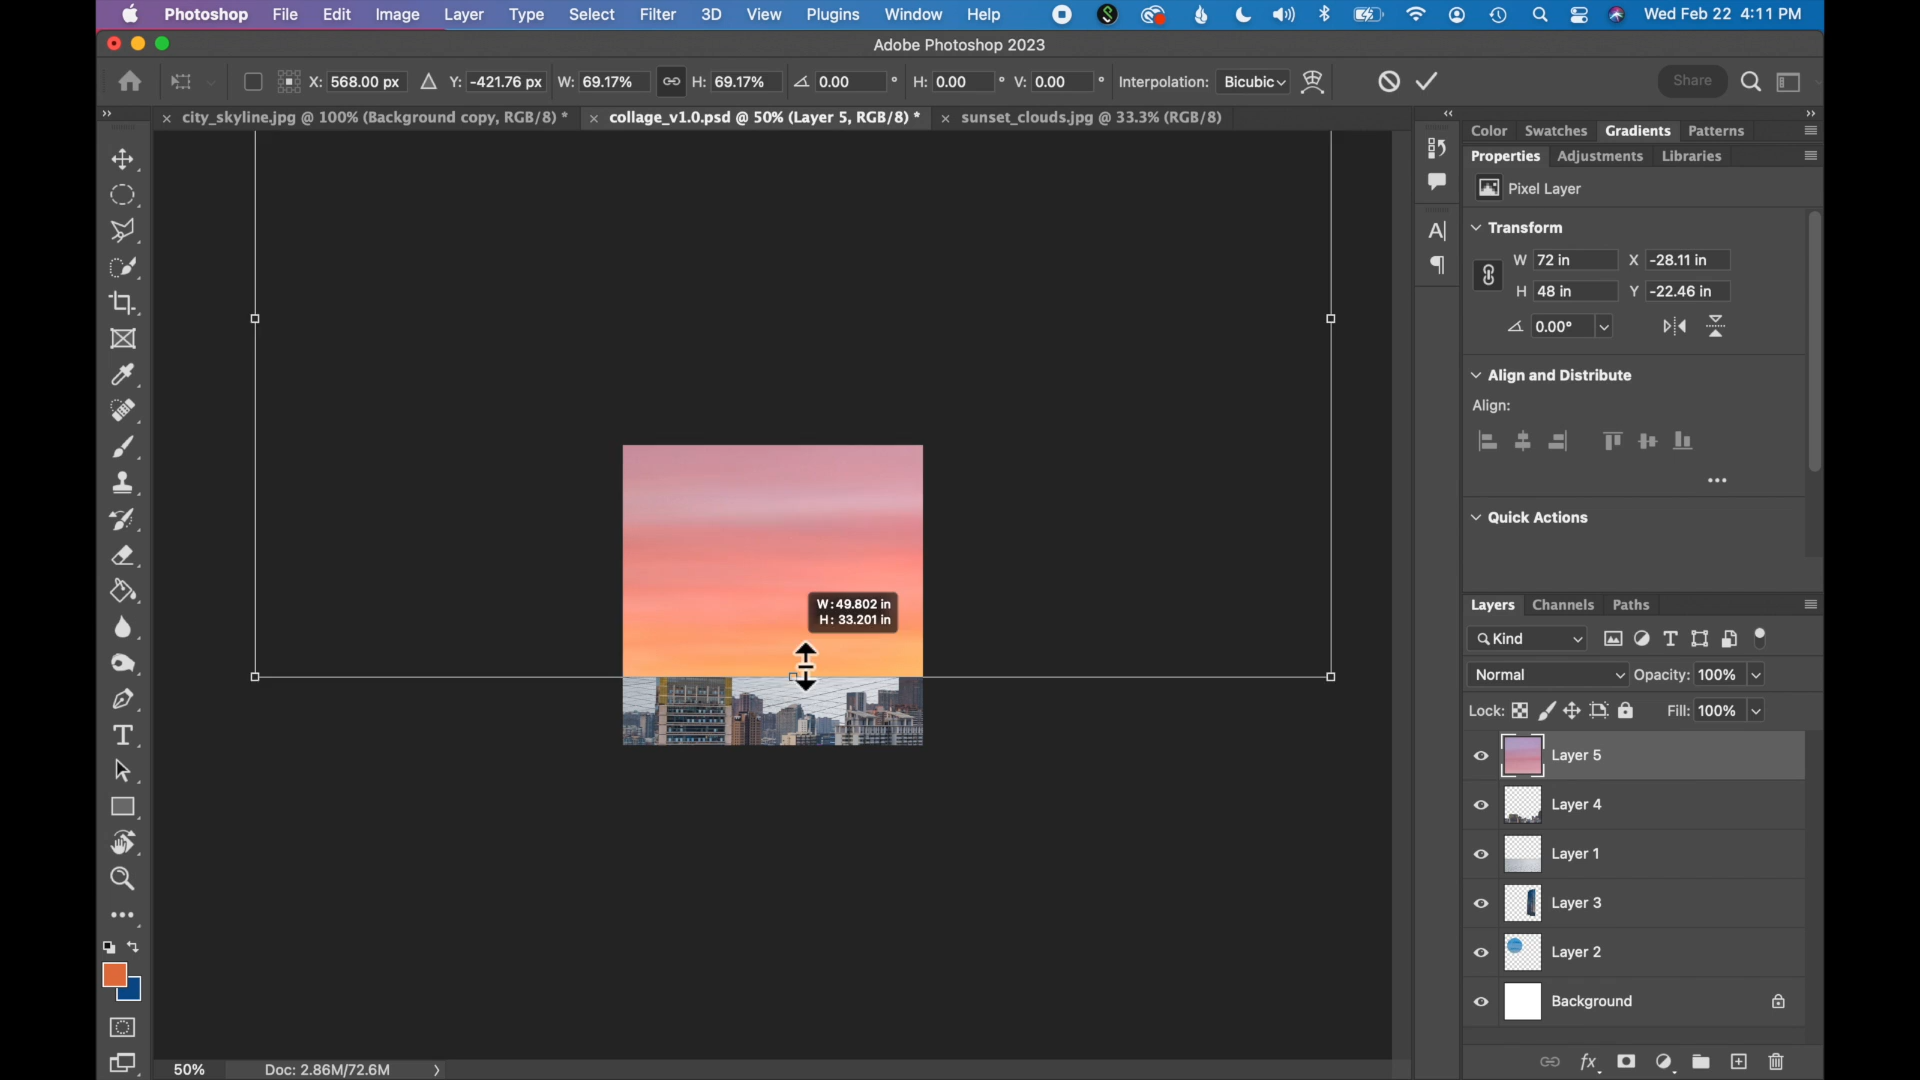 Photoshop File Edit Image Layer Type Select Filter 3D View Plugins Window Help Wed Feb 22 4:11 PM
Adobe Photoshop 2023
X: 568.00 px Y: -421.76 px W: 69.17% H: 69.17% 0.00 ° H: 0.00 ° V: 0.00 ° Interpolation: Bicubic Share
city_skyline.jpg @ 100% (Background copy, RGB/8) * collage_v1.0.psd @ 50% (Layer 5, RGB/8) * sunset_clouds.jpg @ 33.3% (RGB/8)
Color Swatches Gradients Patterns
Properties Adjustments Libraries
Pixel Layer
Transform
W 72 in X -28.11 in
H 48 in Y -22.46 in
0.00°
Align and Distribute
Align:
Quick Actions
W: 49.802 in
H: 33.201 in
Layers Channels Paths
Kind
Normal Opacity: 100%
Lock: Fill: 100%
Layer 5
Layer 4
Layer 1
Layer 3
Layer 2
Background
50% Doc: 2.86M/72.6M